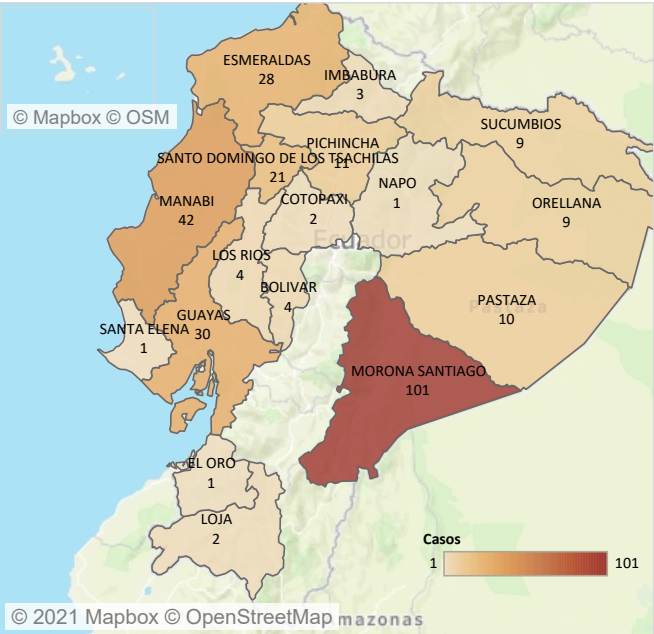 ESMERALDAS
28
IMBABURA
3
© Mapbox © OSM
SUCUMBIOS
9
PICHINCHA
11
SANTO DOMINGO DE LOS TSACHILAS
21
NAPO
1
MANABI
42
COTOPAXI
2
ORELLANA
9
Ecuador
LOS RIOS
4
BOLIVAR
4
PASTAZA
10
Pastaza
GUAYAS
30
SANTA ELENA
1
MORONA SANTIAGO
101
EL ORO
1
LOJA
2
Casos
1
101
© 2021 Mapbox © OpenStreetMap
mazonas